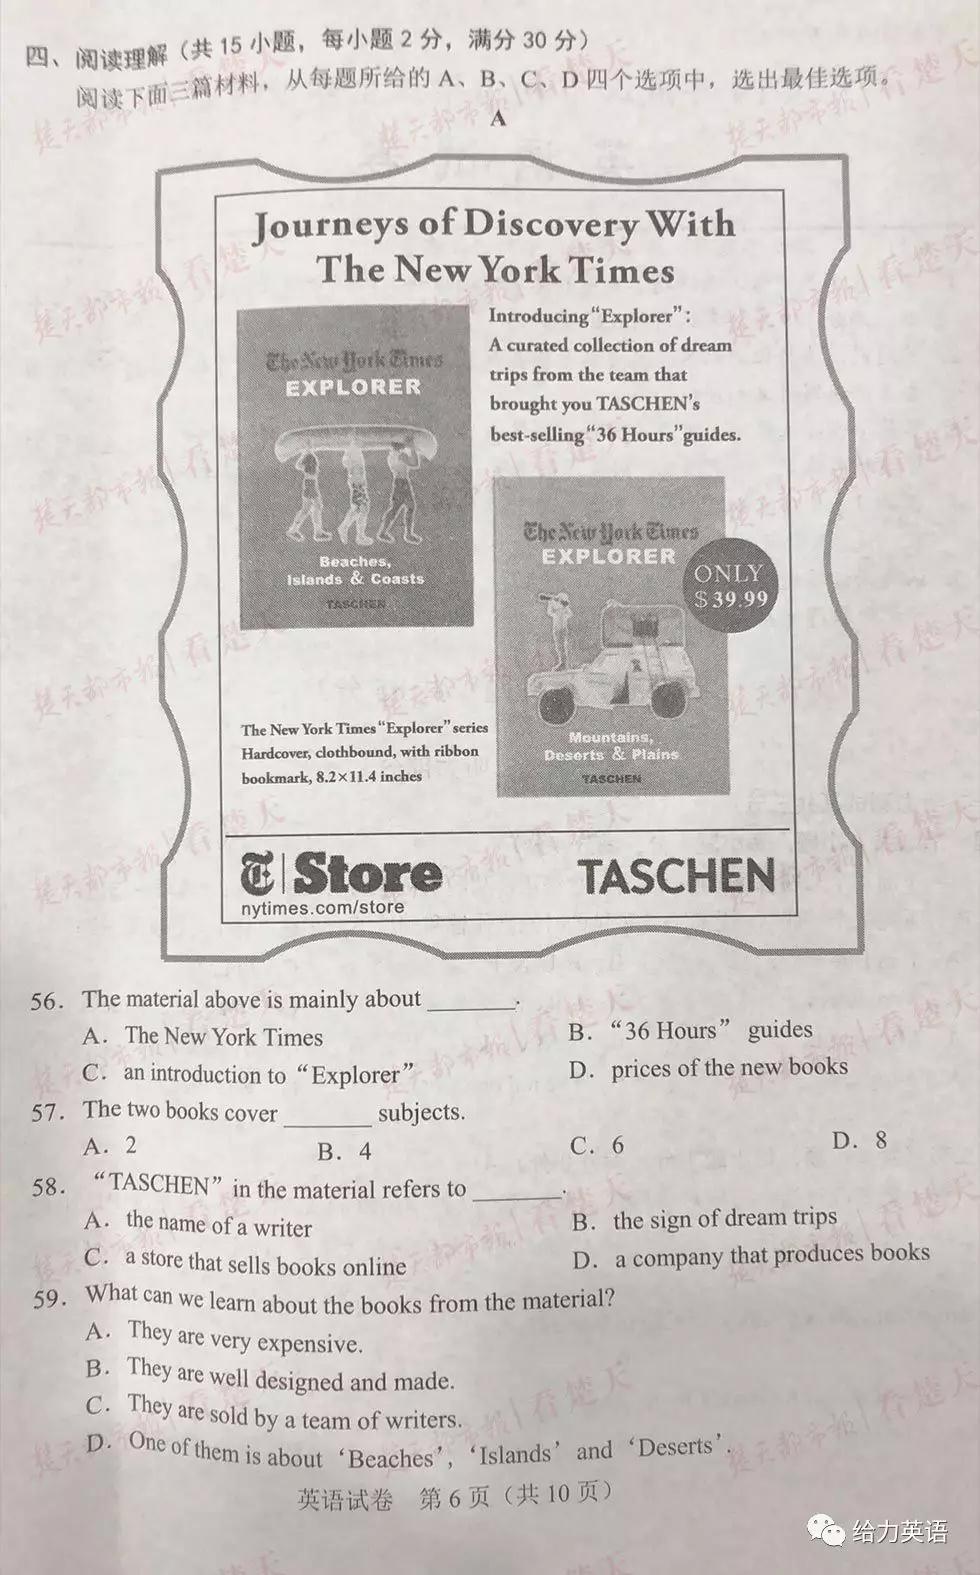 四、阅读理解（共 15 小题，每小题 2 分，满分 30 分）
阅读下面三篇材料，从每题所给的 A、B、C、D 四个选项中，选出最佳选项。
A
Journeys of Discovery With
The New York Times
The New York Times
EXPLORER
Beaches,
Islands & Coasts
TASCHEN
Introducing “Explorer”:
A curated collection of dream
trips from the team that
brought you TASCHEN’s
best-selling “36 Hours” guides.
The New York Times
EXPLORER
ONLY
$39.99
Mountains,
Deserts & Plains
TASCHEN
The New York Times “Explorer” series
Hardcover, clothbound, with ribbon
bookmark, 8.2×11.4 inches
T Store
nytimes.com/store
TASCHEN
56．The material above is mainly about ________.
A．The New York Times    B．“36 Hours” guides
C．an introduction to “Explorer”    D．prices of the new books
57．The two books cover ________ subjects.
A．2    B．4    C．6    D．8
58．“TASCHEN” in the material refers to ________.
A．the name of a writer    B．the sign of dream trips
C．a store that sells books online    D．a company that produces books
59．What can we learn about the books from the material?
A．They are very expensive.
B．They are well designed and made.
C．They are sold by a team of writers.
D．One of them is about ‘Beaches’, ‘Islands’ and ‘Deserts’.
英语试卷 第 6 页（共 10 页）
给力英语
楚天都市报|看楚天